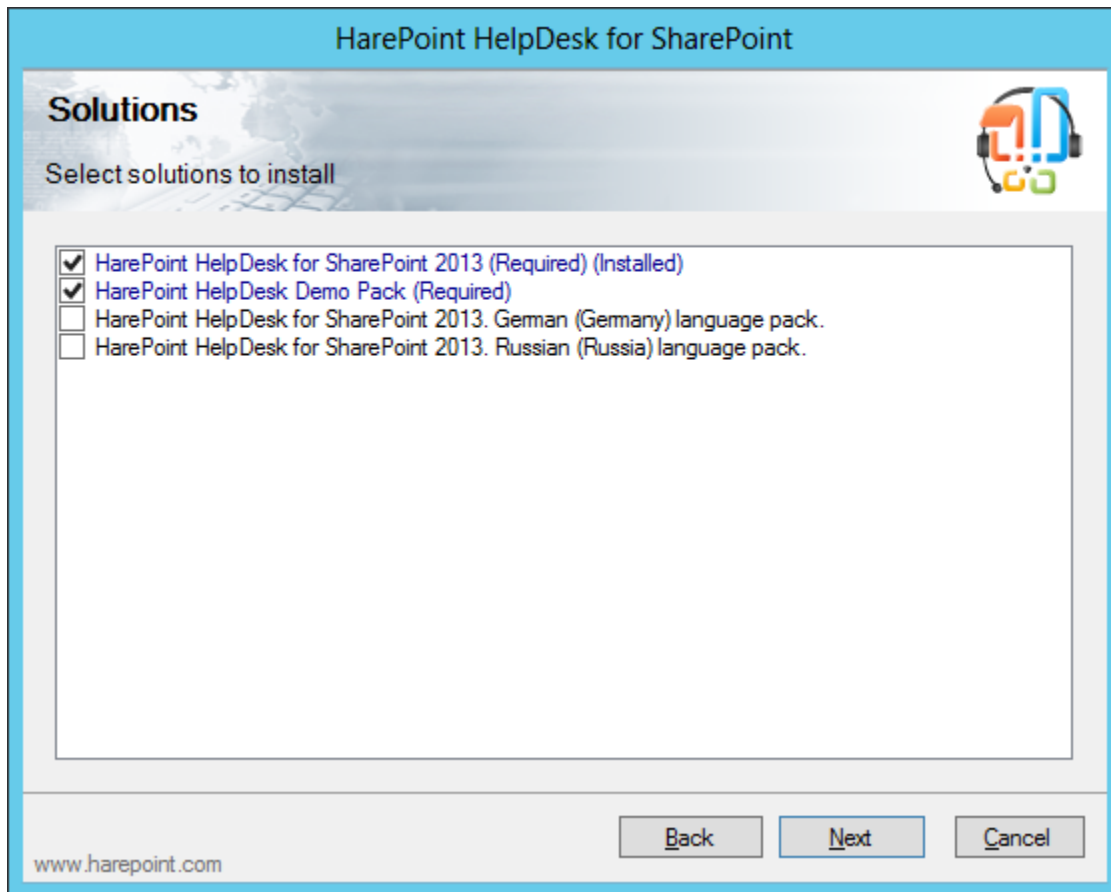 HarePoint HelpDesk for SharePoint
Solutions
Select solutions to install
HarePoint HelpDesk for SharePoint 2013 (Required) (Installed)
HarePoint HelpDesk Demo Pack (Required)
HarePoint HelpDesk for SharePoint 2013. German (Germany) language pack.
HarePoint HelpDesk for SharePoint 2013. Russian (Russia) language pack.
Back
Next
Cancel
www.harepoint.com